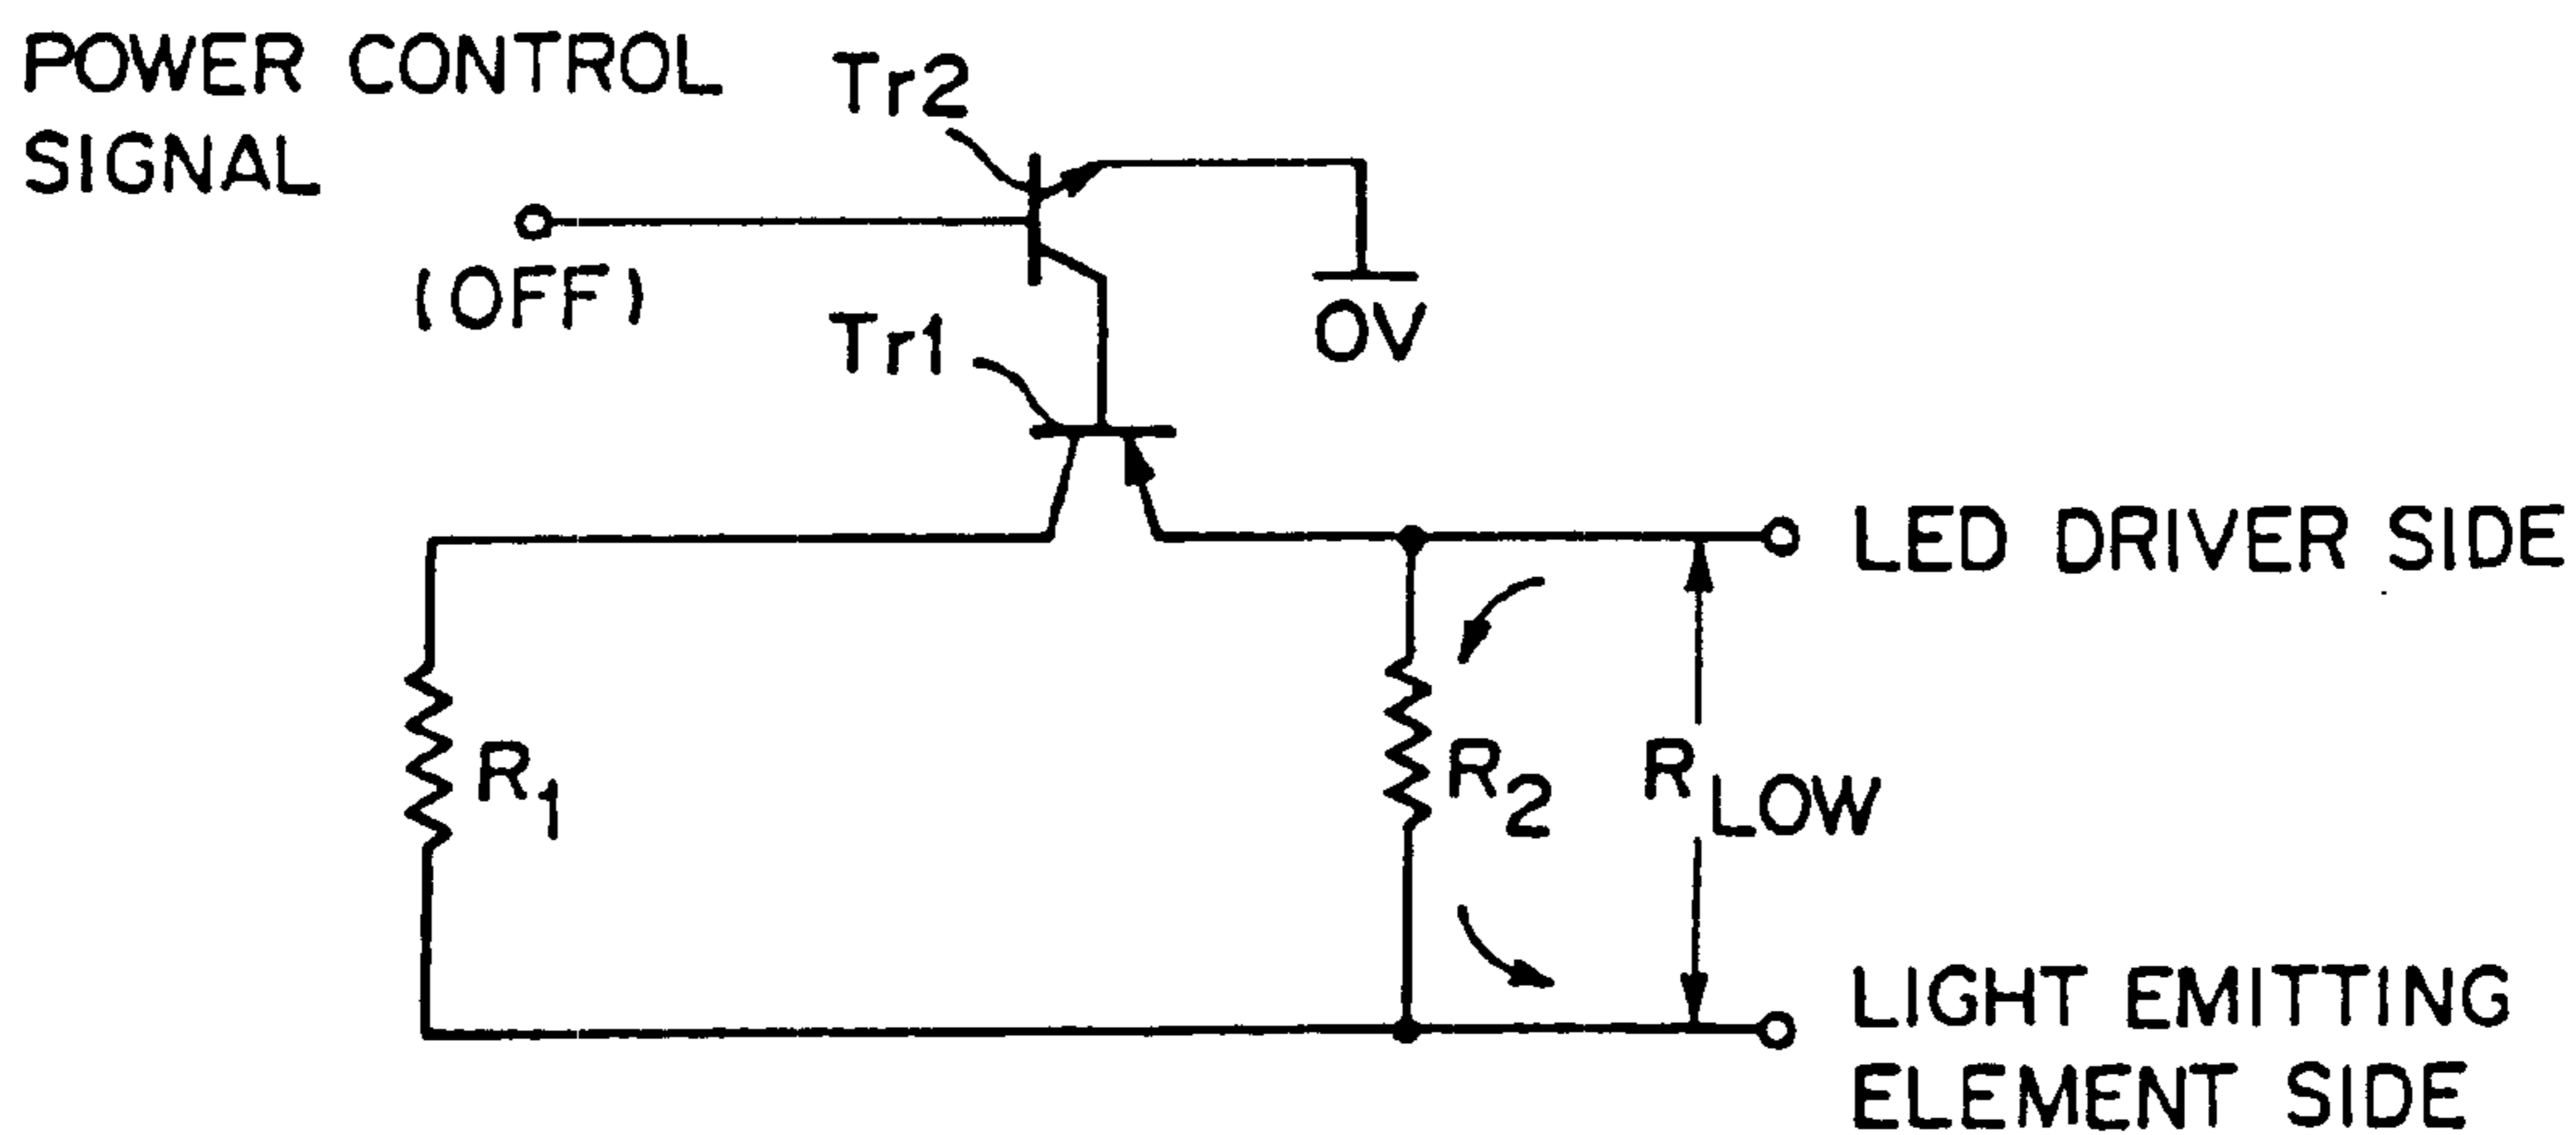 POWER CONTROL
SIGNAL
Tr2
(OFF)
0V
Tr1
LED DRIVER SIDE
R1
R2
RLOW
LIGHT EMITTING
ELEMENT SIDE